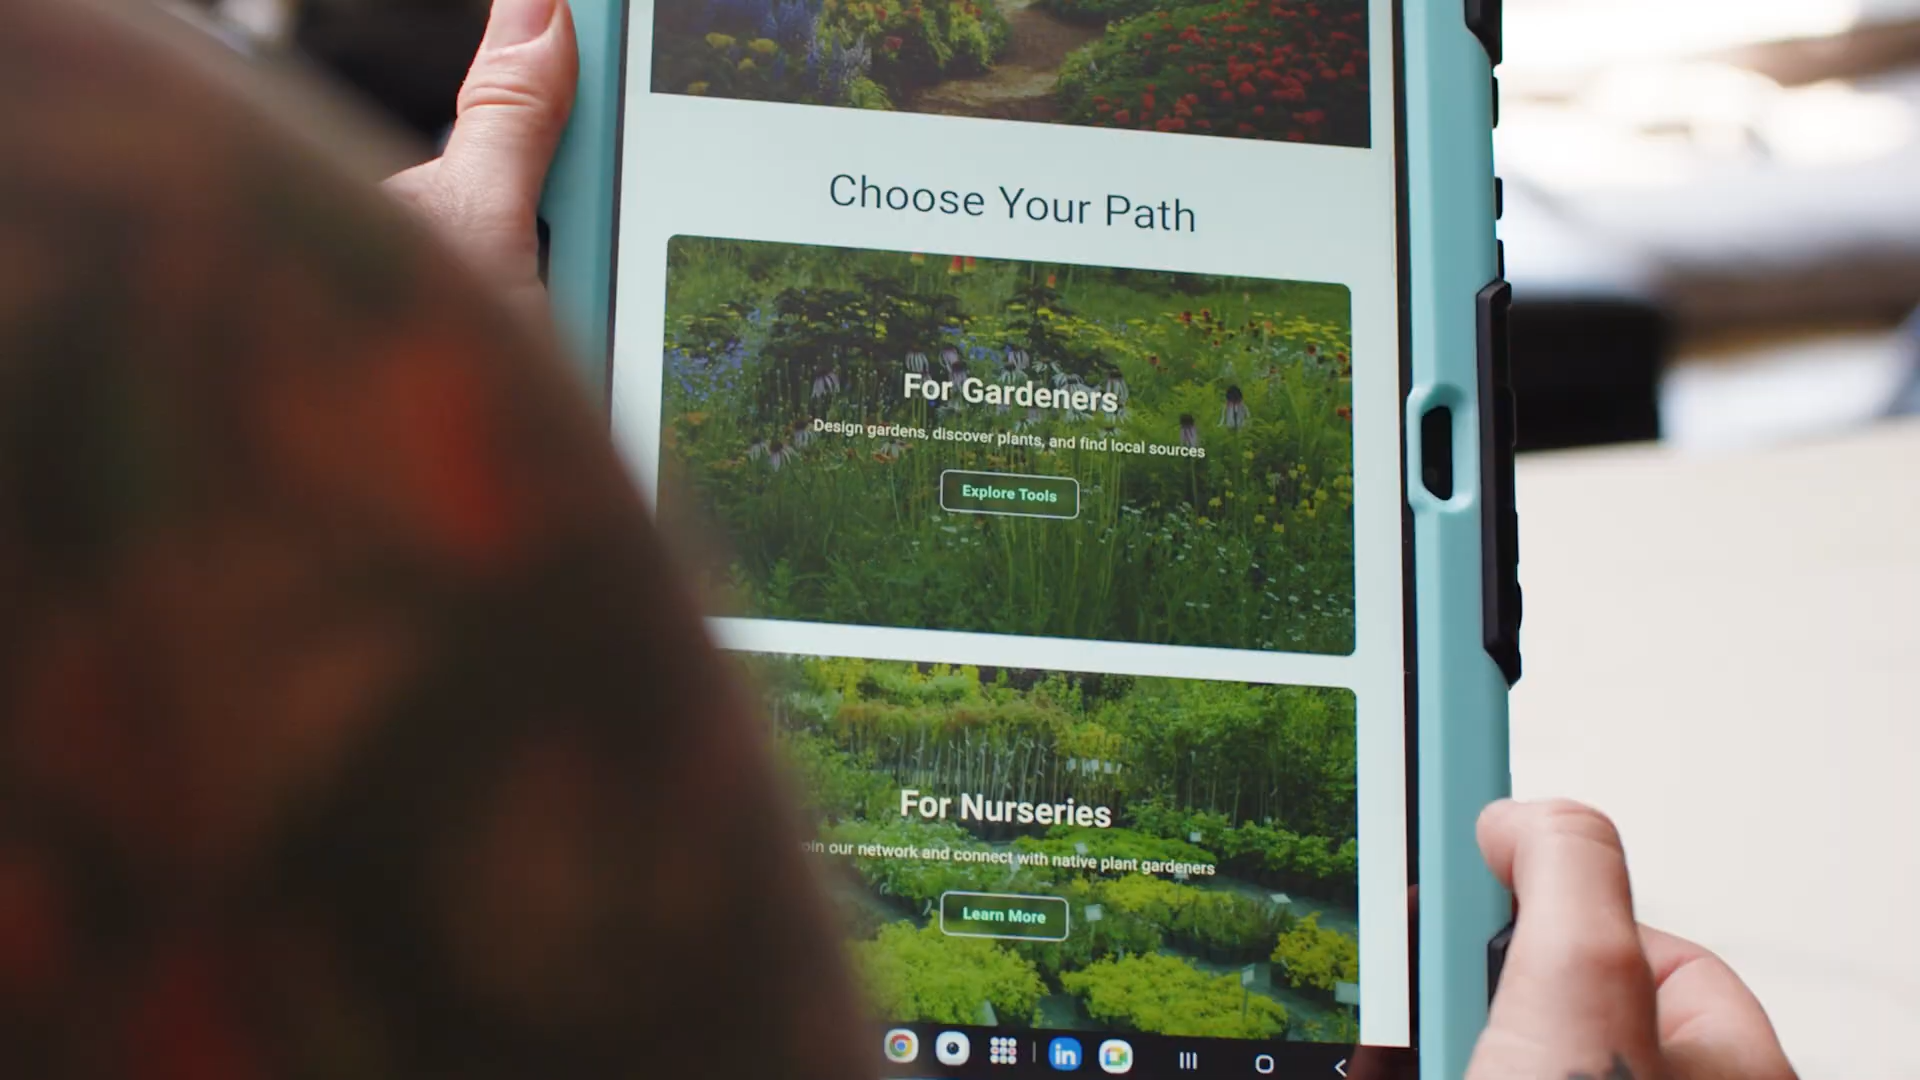 Choose Your Path
For Gardeners
Design gardens, discover plants, and find local sources
Explore Tools
For Nurseries
our network and connect with native plant gardeners
Learn More
in